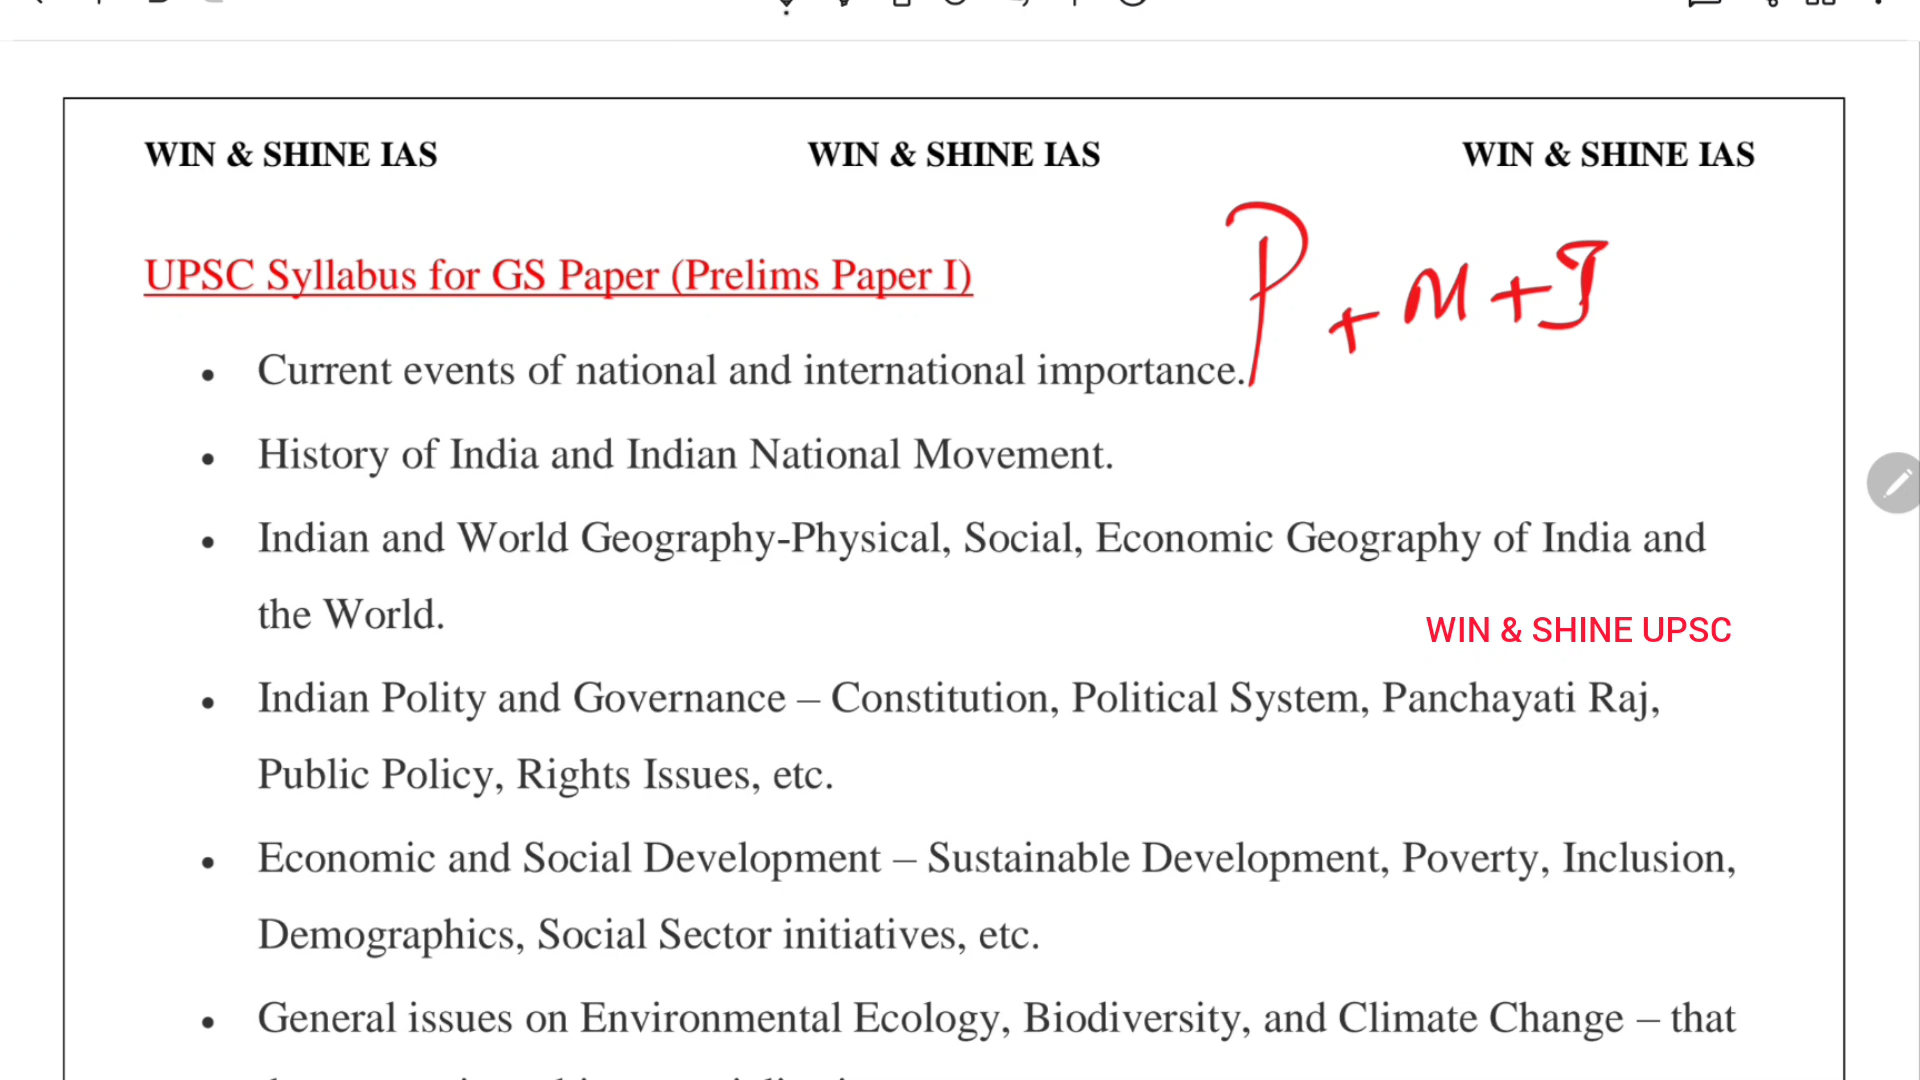 WIN & SHINE IAS WIN & SHINE IAS WIN & SHINE IAS
UPSC Syllabus for GS Paper (Prelims Paper I)
P + M + I
• Current events of national and international importance.
• History of India and Indian National Movement.
• Indian and World Geography-Physical, Social, Economic Geography of India and
the World.
WIN & SHINE UPSC
• Indian Polity and Governance – Constitution, Political System, Panchayati Raj,
Public Policy, Rights Issues, etc.
• Economic and Social Development – Sustainable Development, Poverty, Inclusion,
Demographics, Social Sector initiatives, etc.
• General issues on Environmental Ecology, Biodiversity, and Climate Change – that